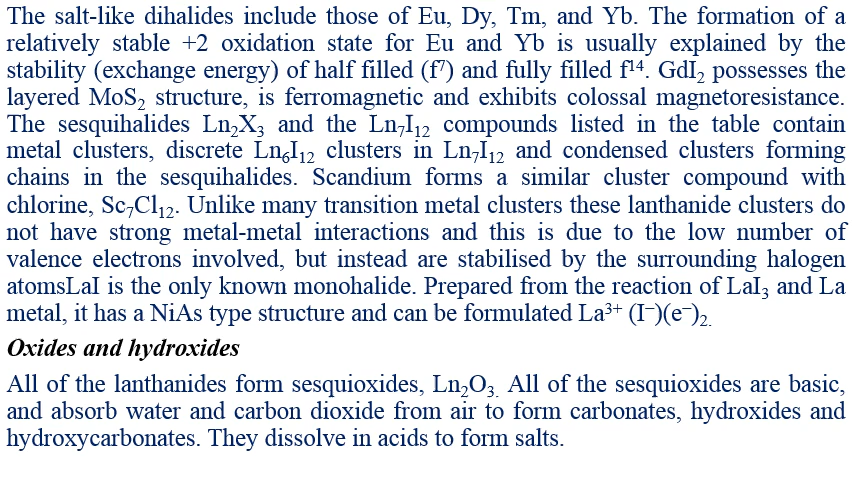 The salt-like dihalides include those of Eu, Dy, Tm, and Yb. The formation of a
relatively stable +2 oxidation state for Eu and Yb is usually explained by the
stability (exchange energy) of half filled (f⁷) and fully filled f¹⁴. GdI₂ possesses the
layered MoS₂ structure, is ferromagnetic and exhibits colossal magnetoresistance.
The sesquihalides Ln₂X₃ and the Ln₇I₁₂ compounds listed in the table contain
metal clusters, discrete Ln₆I₁₂ clusters in Ln₇I₁₂ and condensed clusters forming
chains in the sesquihalides. Scandium forms a similar cluster compound with
chlorine, Sc₇Cl₁₂. Unlike many transition metal clusters these lanthanide clusters do
not have strong metal-metal interactions and this is due to the low number of
valence electrons involved, but instead are stabilised by the surrounding halogen
atomsLaI is the only known monohalide. Prepared from the reaction of LaI₃ and La
metal, it has a NiAs type structure and can be formulated La³⁺ (I⁻)(e⁻)₂.
Oxides and hydroxides
All of the lanthanides form sesquioxides, Ln₂O₃. All of the sesquioxides are basic,
and absorb water and carbon dioxide from air to form carbonates, hydroxides and
hydroxycarbonates. They dissolve in acids to form salts.